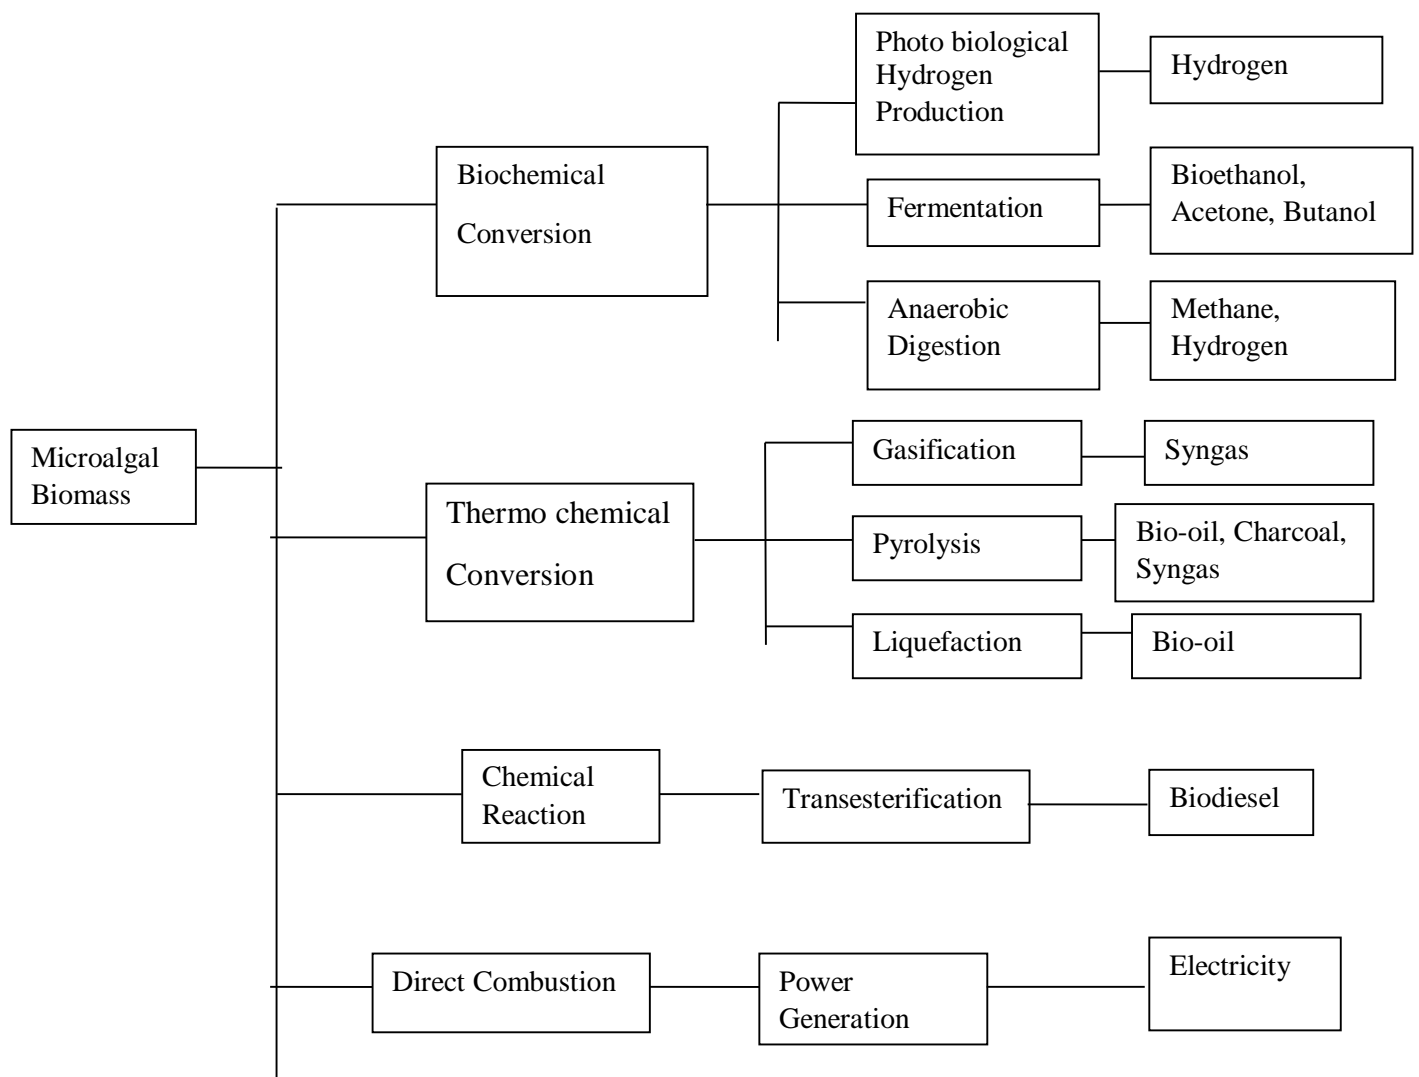 Photo biological
Hydrogen
Production
Hydrogen
Biochemical
Conversion
Fermentation
Bioethanol,
Acetone, Butanol
Anaerobic
Digestion
Methane,
Hydrogen
Microalgal
Biomass
Thermo chemical
Conversion
Gasification
Syngas
Pyrolysis
Bio-oil, Charcoal,
Syngas
Liquefaction
Bio-oil
Chemical
Reaction
Transesterification
Biodiesel
Direct Combustion
Power
Generation
Electricity